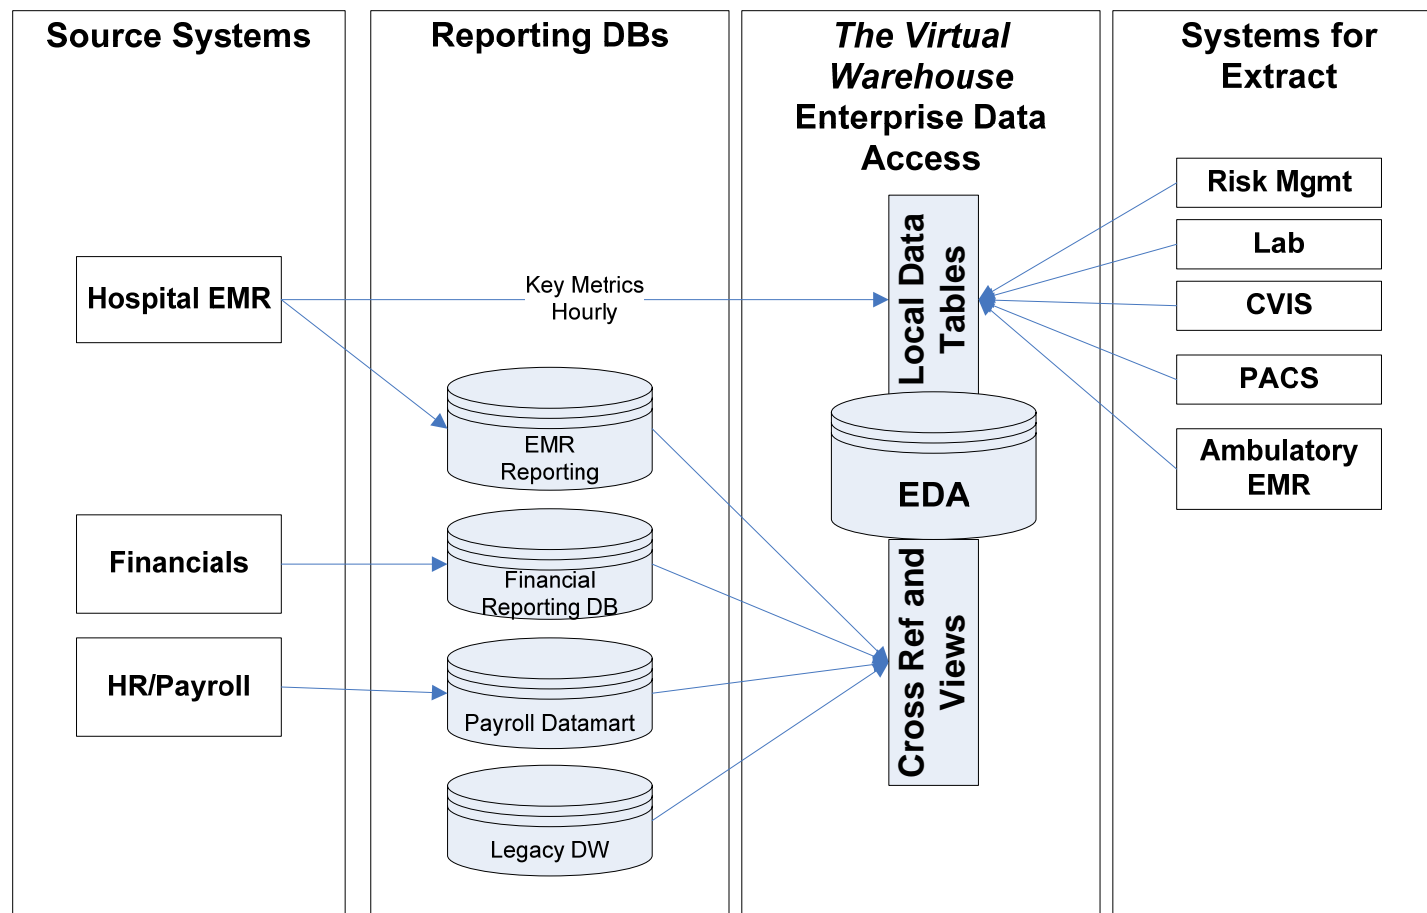 Source Systems
Hospital EMR
Financials
HR/Payroll
Reporting DBs
Key Metrics
Hourly
EMR
Reporting
Financial
Reporting DB
Payroll Datamart
Legacy DW
The Virtual
Warehouse
Enterprise Data
Access
Local Data
Tables
EDA
Cross Ref and
Views
Systems for
Extract
Risk Mgmt
Lab
CVIS
PACS
Ambulatory
EMR